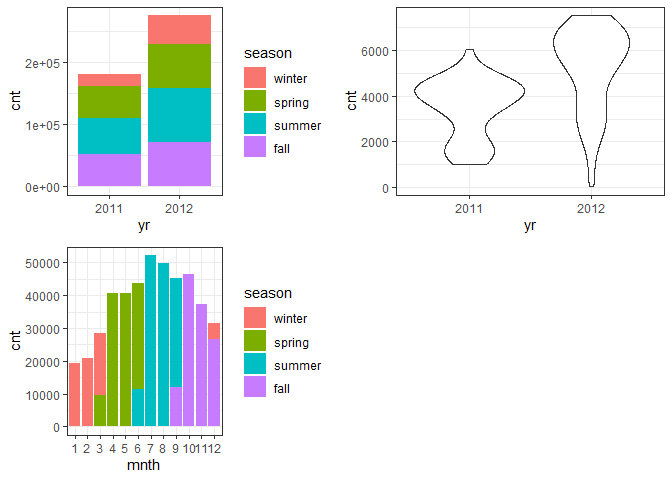 cnt
2e+05
1e+05
0e+00
2011
2012
yr
season
winter
spring
summer
fall
cnt
6000
4000
2000
0
2011
2012
yr
cnt
50000
40000
30000
20000
10000
0
1 2 3 4 5 6 7 8 9 10 11 12
mnth
season
winter
spring
summer
fall